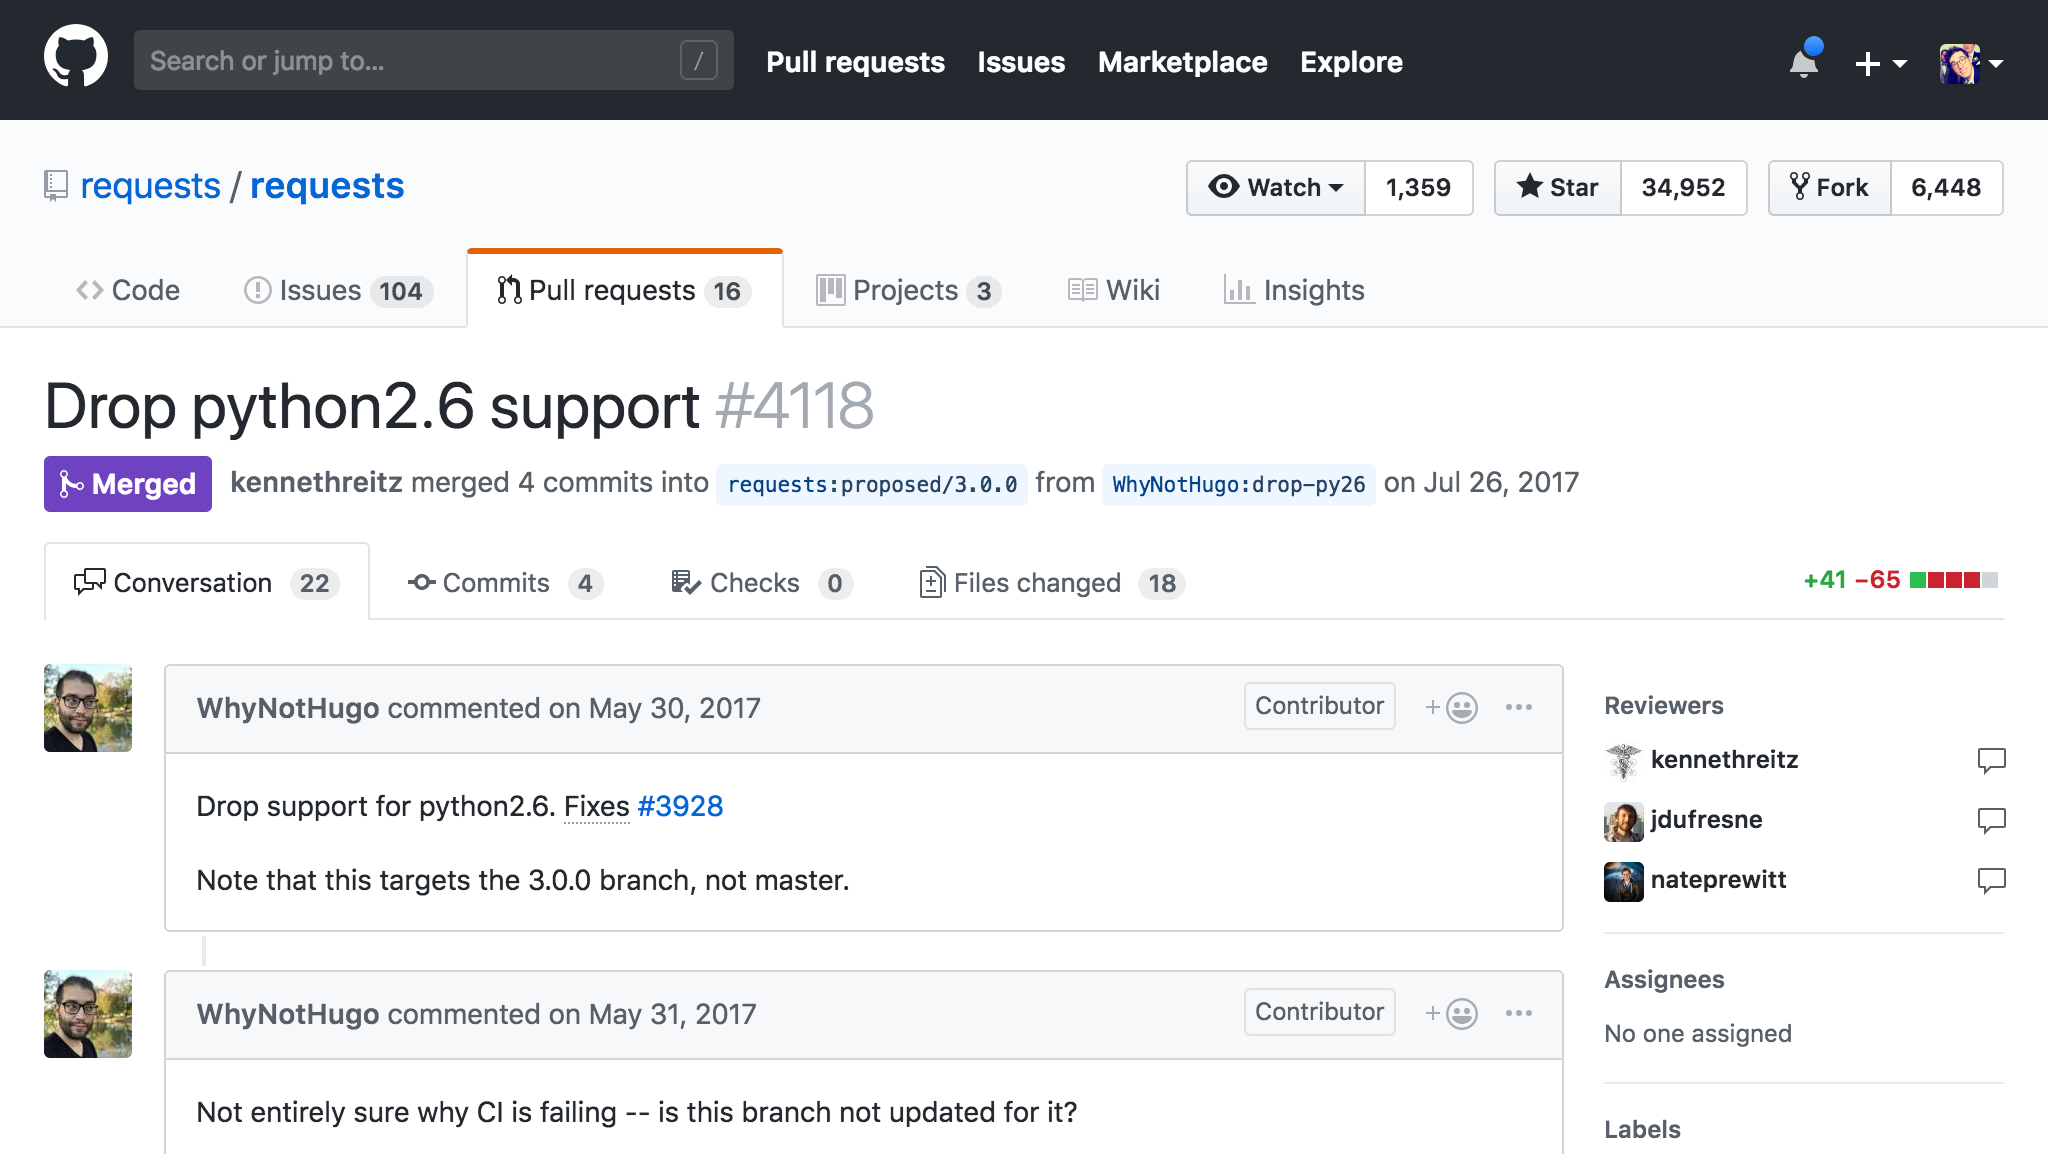 Search or jump to... /
Pull requests Issues Marketplace Explore
requests / requests
Watch 1,359 Star 34,952 Fork 6,448
Code Issues 104 Pull requests 16 Projects 3 Wiki Insights
Drop python2.6 support #4118
Merged kennethreitz merged 4 commits into requests:proposed/3.0.0 from WhyNotHugo:drop-py26 on Jul 26, 2017
Conversation 22 Commits 4 Checks 0 Files changed 18 +41 −65
WhyNotHugo commented on May 30, 2017 Contributor
Drop support for python2.6. Fixes #3928
Note that this targets the 3.0.0 branch, not master.
WhyNotHugo commented on May 31, 2017 Contributor
Not entirely sure why CI is failing -- is this branch not updated for it?
Reviewers
kennethreitz
jdufresne
nateprewitt
Assignees
No one assigned
Labels